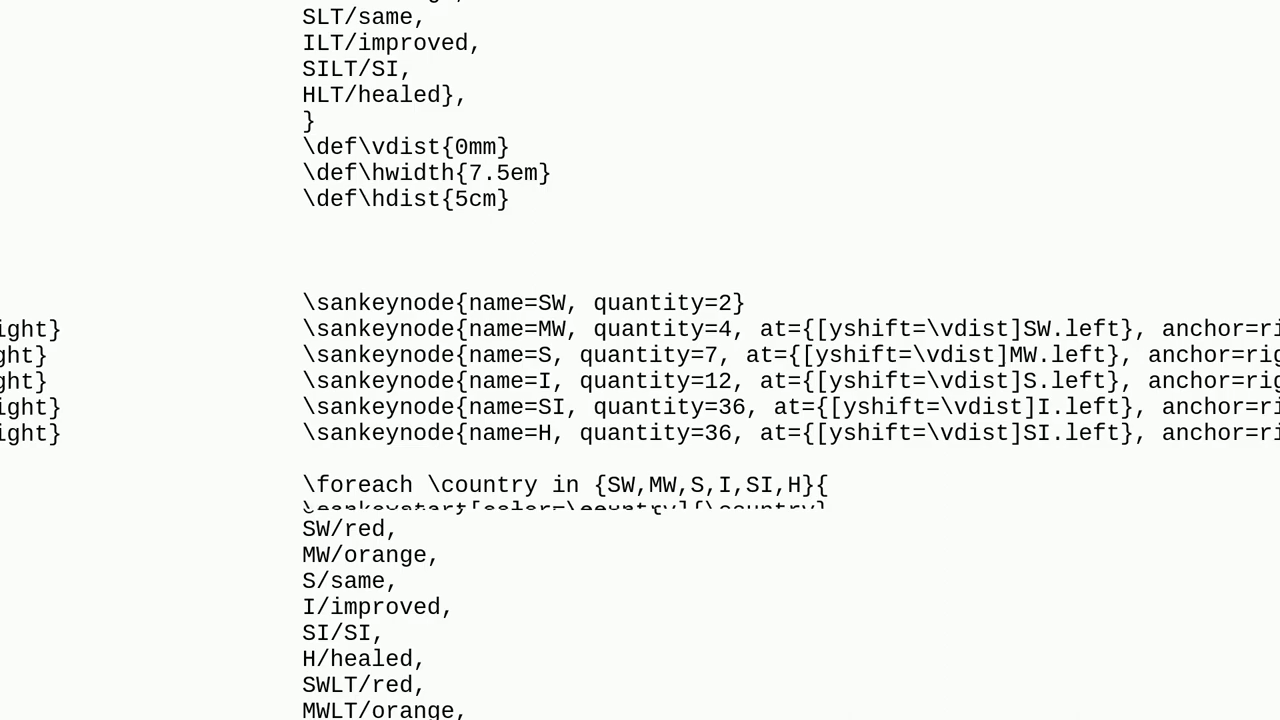 SLT/same,
ILT/improved,
SILT/SI,
HLT/healed},
}
\def\vdist{0mm}
\def\hwidth{7.5em}
\def\hdist{5cm}
\sankeynode{name=SW, quantity=2}
ight} \sankeynode{name=MW, quantity=4, at={[yshift=\vdist]SW.left}, anchor=ri
ght} \sankeynode{name=S, quantity=7, at={[yshift=\vdist]MW.left}, anchor=rig
ght} \sankeynode{name=I, quantity=12, at={[yshift=\vdist]S.left}, anchor=rig
ight} \sankeynode{name=SI, quantity=36, at={[yshift=\vdist]I.left}, anchor=ri
ight} \sankeynode{name=H, quantity=36, at={[yshift=\vdist]SI.left}, anchor=ri
\foreach \country in {SW,MW,S,I,SI,H}{
SW/red,
MW/orange,
S/same,
I/improved,
SI/SI,
H/healed,
SWLT/red,
MWLT/orange,